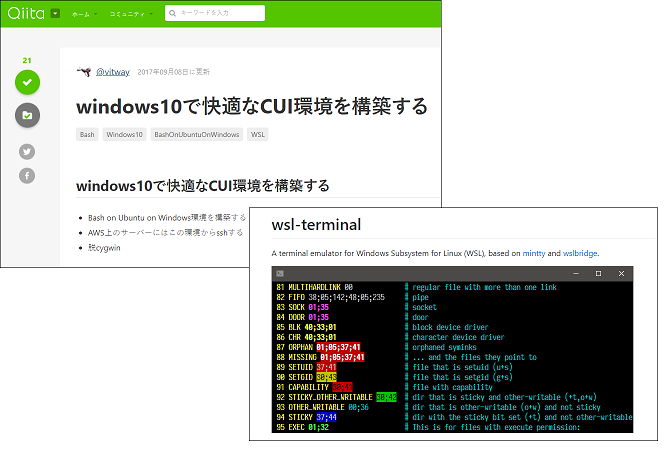 Qiita
ホーム コミュニティ キーワードを入力
21
@vitway 2017年09月08日に更新
windows10で快適なCUI環境を構築する
Bash Windows10 BashOnUbuntuOnWindows WSL
windows10で快適なCUI環境を構築する
Bash on Ubuntu on Windows環境を構築する
AWS上のサーバーにはこの環境からsshする
脱cygwin
wsl-terminal
A terminal emulator for Windows Subsystem for Linux (WSL), based on mintty and wslbridge.
81 MULTIHARDLINK 00 # regular file with more than one link
82 FIFO 38;05;142;48;05;235 # pipe
83 SOCK 01;35 # socket
84 DOOR 01;35 # door
85 BLK 40;33;01 # block device driver
86 CHR 40;33;01 # character device driver
87 ORPHAN 01;05;37;41 # orphaned syminks
88 MISSING 01;05;37;41 # ... and the files they point to
89 SETUID 37;41 # file that is setuid (u+s)
90 SETGID 30;43 # file that is setgid (g+s)
91 CAPABILITY 30;41 # file with capability
92 STICKY_OTHER_WRITABLE 30;42 # dir that is sticky and other-writable (+t,o+w)
93 OTHER_WRITABLE 00;36 # dir that is other-writable (o+w) and not sticky
94 STICKY 37;44 # dir with the sticky bit set (+t) and not other-writable
95 EXEC 01;32 # This is for files with execute permission: